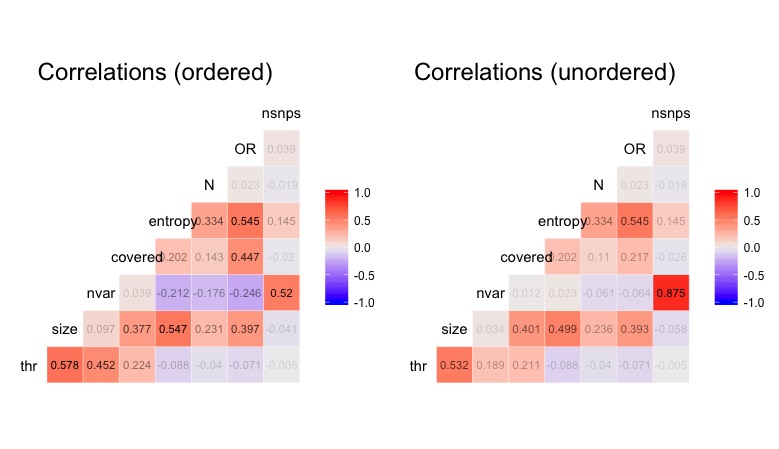 Correlations (ordered)
nsnps
OR 0.039
N 0.023 -0.019
entropy 0.334 0.545 0.145
covered 0.202 0.143 0.447 -0.02
nvar 0.039 -0.212 -0.176 -0.246 0.52
size 0.097 0.377 0.547 0.231 0.397 -0.041
thr 0.578 0.452 0.224 -0.088 -0.04 -0.071 -0.005
1.0
0.5
0.0
-0.5
-1.0
Correlations (unordered)
nsnps
OR 0.039
N 0.023 -0.019
entropy 0.334 0.545 0.145
covered 0.202 0.11 0.217 -0.026
nvar 0.012 0.023 -0.061 -0.064 0.875
size 0.034 0.401 0.499 0.236 0.393 -0.058
thr 0.532 0.189 0.211 -0.088 -0.04 -0.071 -0.005
1.0
0.5
0.0
-0.5
-1.0